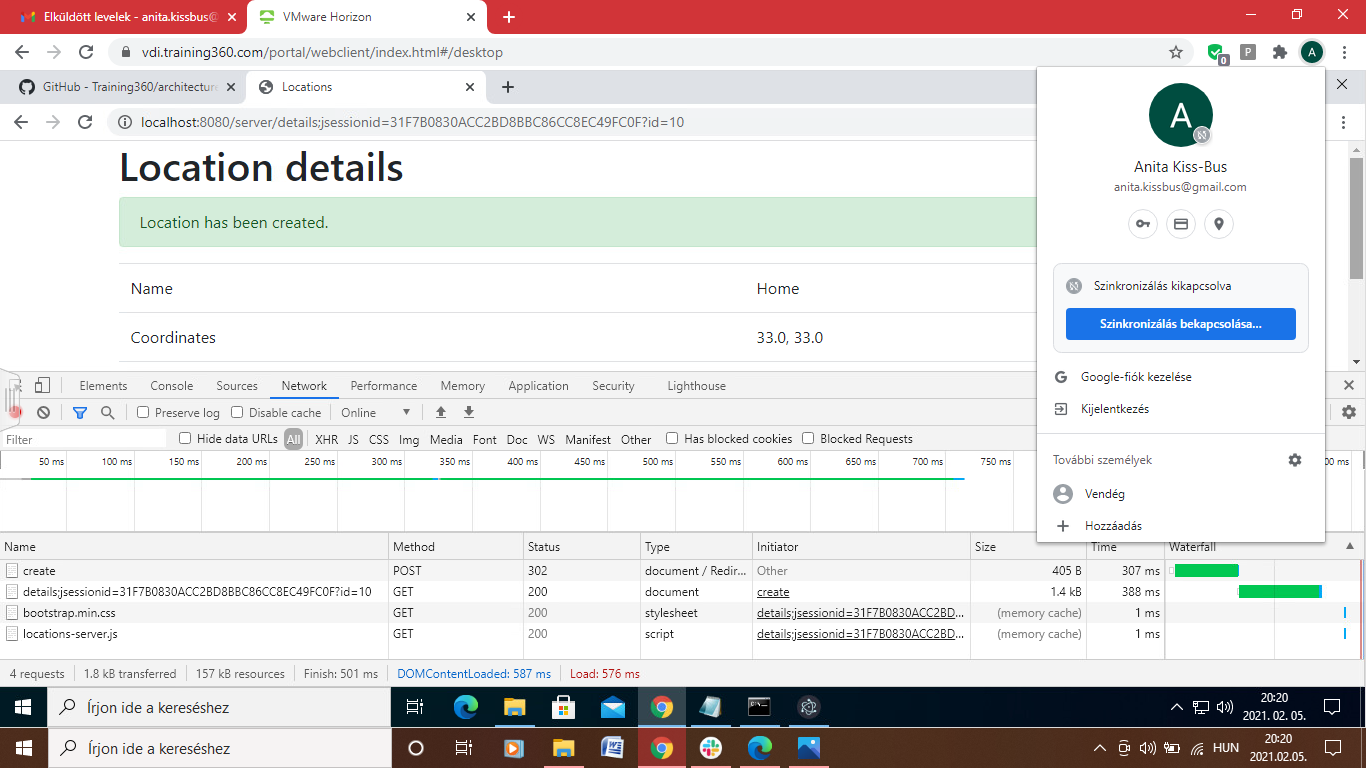 Elküldött levelek - anita.kissbus@
VMware Horizon
vdi.training360.com/portal/webclient/index.html#/desktop
0
P
A
GitHub - Training360/architectur
Locations
localhost:8080/server/details;jsessionid=31F7B0830ACC2BD8BBC86CC8EC49FC0F?id=10
Location details
Location has been created.
Name Home
Coordinates 33.0, 33.0
A
Anita Kiss-Bus
anita.kissbus@gmail.com
Szinkronizálás kikapcsolva
Szinkronizálás bekapcsolása...
Google-fiók kezelése
Kijelentkezés
További személyek
Vendég
Hozzáadás
Elements Console Sources Network Performance Memory Application Security Lighthouse
Preserve log Disable cache Online
Filter Hide data URLs All XHR JS CSS Img Media Font Doc WS Manifest Other Has blocked cookies Blocked Requests
50 ms 100 ms 150 ms 200 ms 250 ms 300 ms 350 ms 400 ms 450 ms 500 ms 550 ms 600 ms 650 ms 700 ms 750 ms 00 ms
Name Method Status Type Initiator Size Time Waterfall
create POST 302 document / Redir... Other 405 B 307 ms
details;jsessionid=31F7B0830ACC2BD8BBC86CC8EC49FC0F?id=10 GET 200 document create 1.4 kB 388 ms
bootstrap.min.css GET 200 stylesheet details;jsessionid=31F7B0830ACC2BD... (memory cache) 1 ms
locations-server.js GET 200 script details;jsessionid=31F7B0830ACC2BD... (memory cache) 1 ms
4 requests 1.8 kB transferred 157 kB resources Finish: 501 ms DOMContentLoaded: 587 ms Load: 576 ms
Írjon ide a kereséshez
20:20
2021. 02. 05.
Írjon ide a kereséshez
HUN
20:20
2021.02.05.